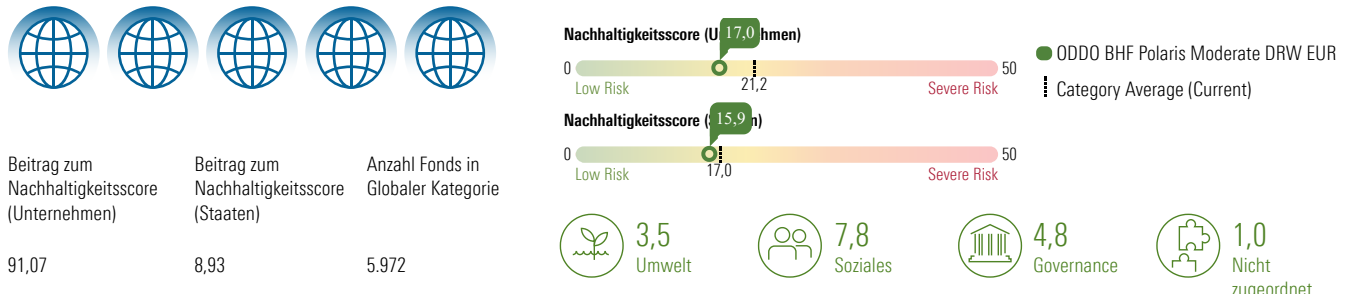 Beitrag zum
Nachhaltigkeitsscore
(Unternehmen)
91,07
Beitrag zum
Nachhaltigkeitsscore
(Staaten)
8,93
Anzahl Fonds in
Globaler Kategorie
5.972
Nachhaltigkeitsscore (U hmen)
17,0
0
50
Low Risk
21,2
Severe Risk
Nachhaltigkeitsscore (S n)
15,9
0
50
Low Risk
17,0
Severe Risk
ODDO BHF Polaris Moderate DRW EUR
Category Average (Current)
3,5
Umwelt
7,8
Soziales
4,8
Governance
1,0
Nicht
zugeordnet